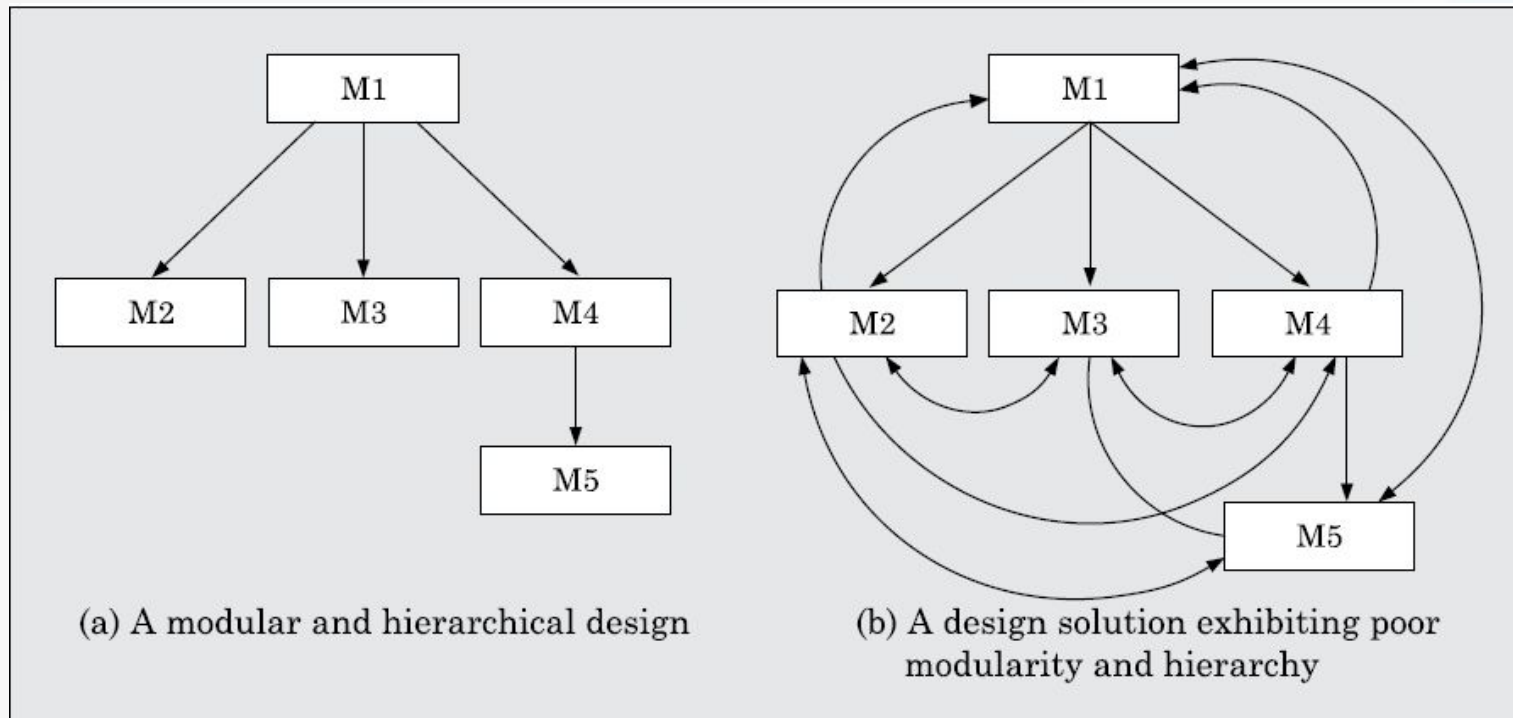 M1
M2
M3
M4
M5
(a) A modular and hierarchical design
M1
M2
M3
M4
M5
(b) A design solution exhibiting poor
modularity and hierarchy